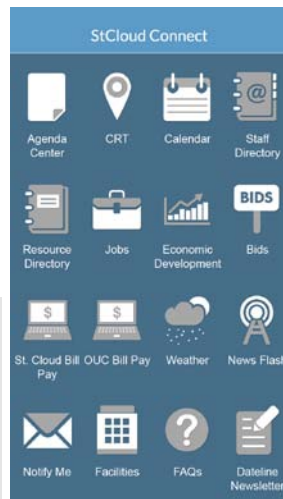 StCloud Connect
Agenda Center
CRT
Calendar
Staff Directory
Resource Directory
Jobs
Economic Development
BIDS
Bids
$
St. Cloud Bill Pay
$
OUC Bill Pay
Weather
News Flash
Notify Me
Facilities
?
FAQs
Dateline Newsletter
@